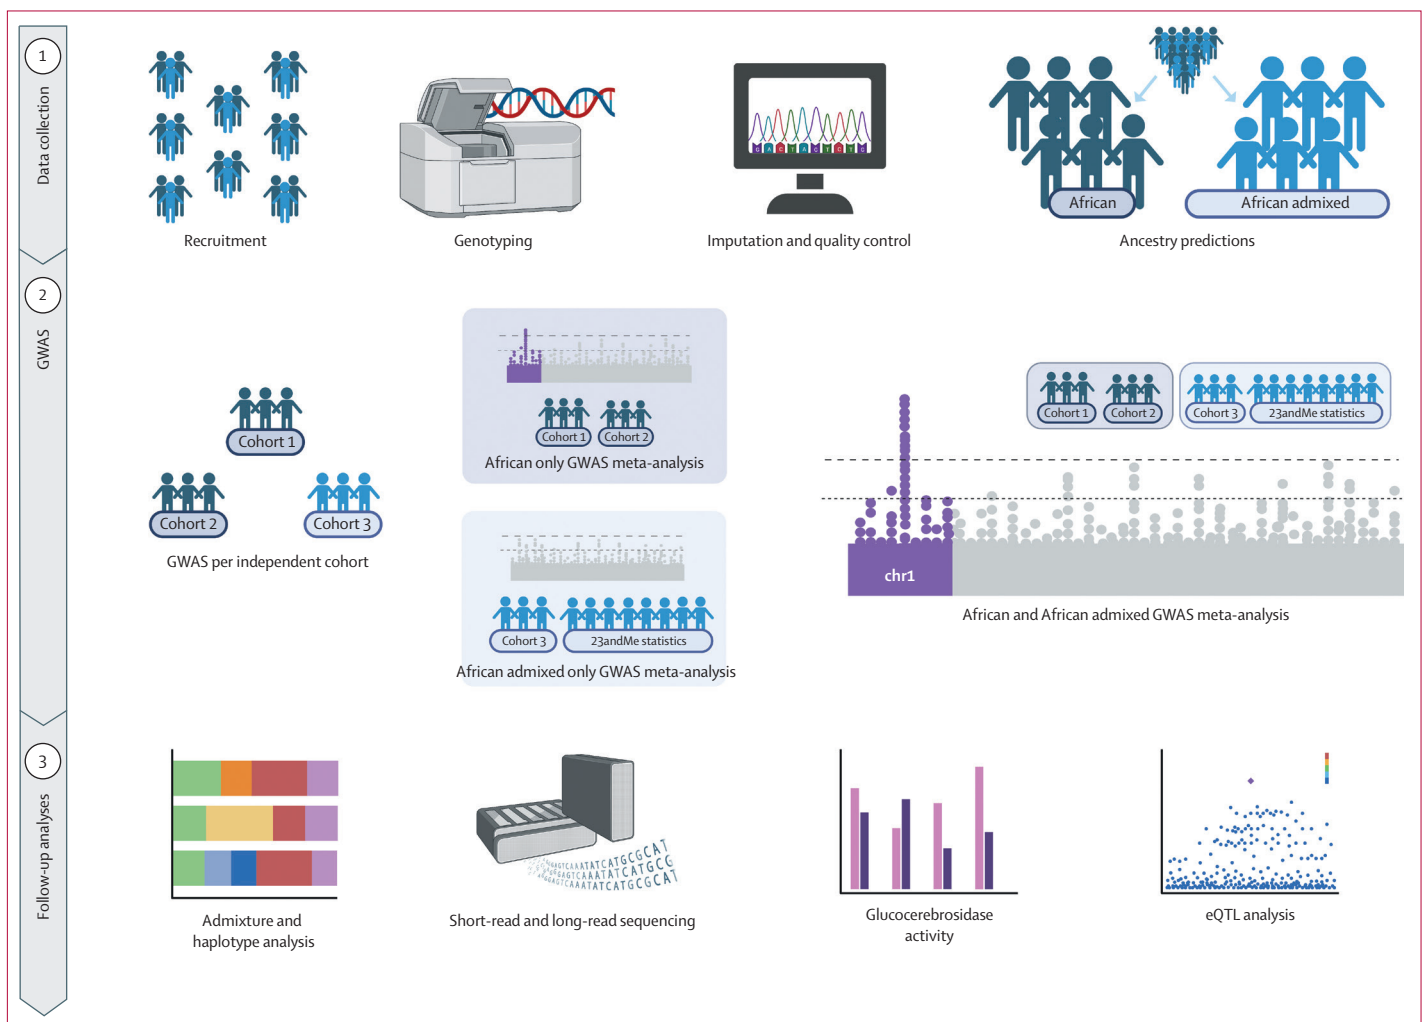 1
Data collection
Recruitment
Genotyping
G A C T A G T C T G
Imputation and quality control
African
African admixed
Ancestry predictions
2
GWAS
Cohort 1
Cohort 2
Cohort 3
GWAS per independent cohort
Cohort 1
Cohort 2
African only GWAS meta-analysis
Cohort 3
23andMe statistics
African admixed only GWAS meta-analysis
Cohort 1
Cohort 2
Cohort 3
23andMe statistics
chr1
African and African admixed GWAS meta-analysis
3
Follow-up analyses
Admixture and
haplotype analysis
GAGTCAAATATCATGCGCAT
GAGTCAAATATCATGCG
GGAGTCAAATATCATGCGCAT
Short-read and long-read sequencing
Glucocerebrosidase
activity
eQTL analysis